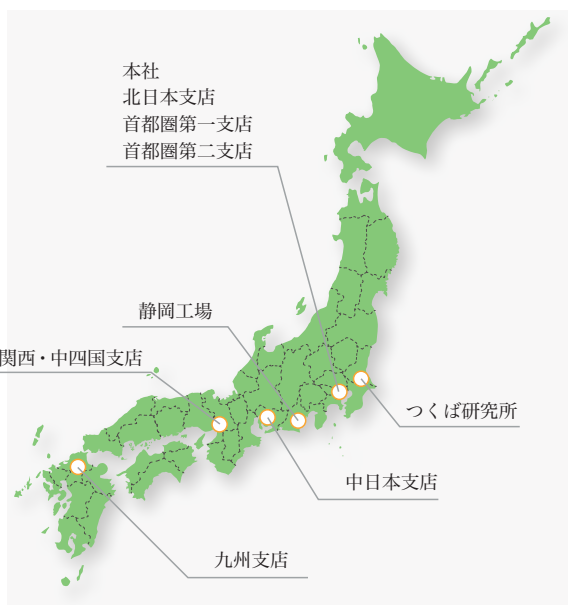 本社
北日本支店
首都圏第一支店
首都圏第二支店
静岡工場
関西・中四国支店
つくば研究所
中日本支店
九州支店